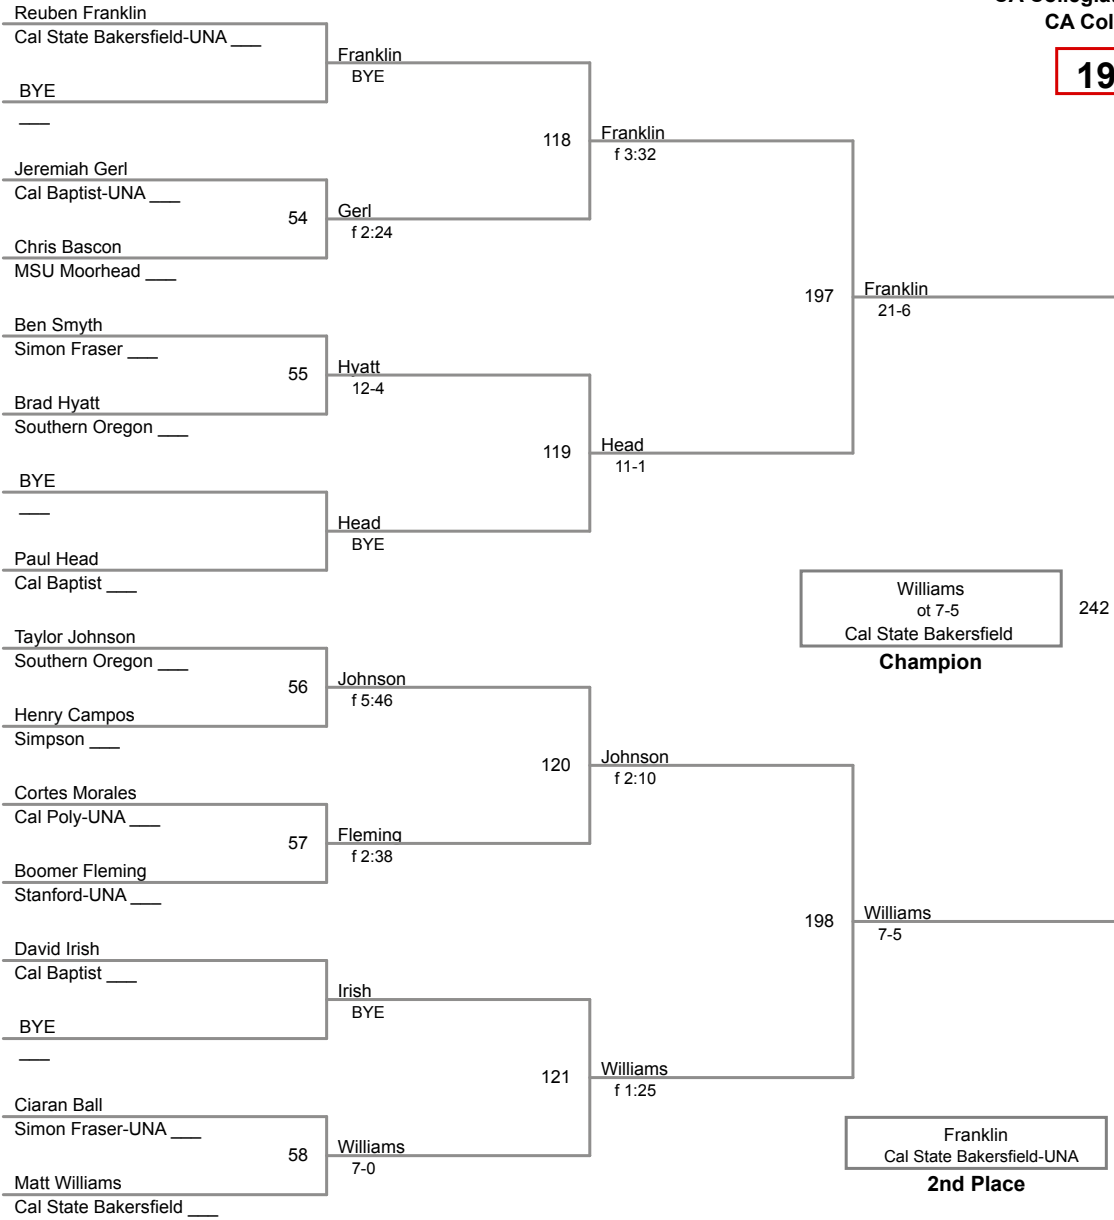 CA Col
19
Reuben Franklin
Cal State Bakersfield-UNA ___
BYE
___
Franklin
BYE
Jeremiah Gerl
Cal Baptist-UNA ___
54
Chris Bascon
MSU Moorhead ___
Gerl
f 2:24
118
Franklin
f 3:32
Ben Smyth
Simon Fraser ___
55
Brad Hyatt
Southern Oregon ___
Hyatt
12-4
BYE
___
Paul Head
Cal Baptist ___
Head
BYE
119
Head
11-1
197
Franklin
21-6
Williams
ot 7-5
Cal State Bakersfield
Champion
242
Taylor Johnson
Southern Oregon ___
56
Henry Campos
Simpson ___
Johnson
f 5:46
Cortes Morales
Cal Poly-UNA ___
57
Boomer Fleming
Stanford-UNA ___
Fleming
f 2:38
120
Johnson
f 2:10
David Irish
Cal Baptist ___
BYE
___
Irish
BYE
Ciaran Ball
Simon Fraser-UNA ___
58
Matt Williams
Cal State Bakersfield ___
Williams
7-0
121
Williams
f 1:25
198
Williams
7-5
Franklin
Cal State Bakersfield-UNA
2nd Place